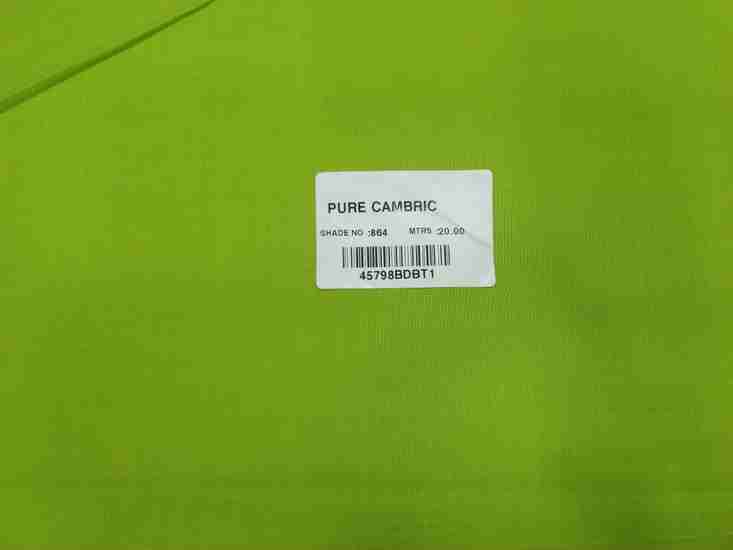 PURE CAMBRIC
SHADE NO :864 MTRS :20.00
45798BDBT1